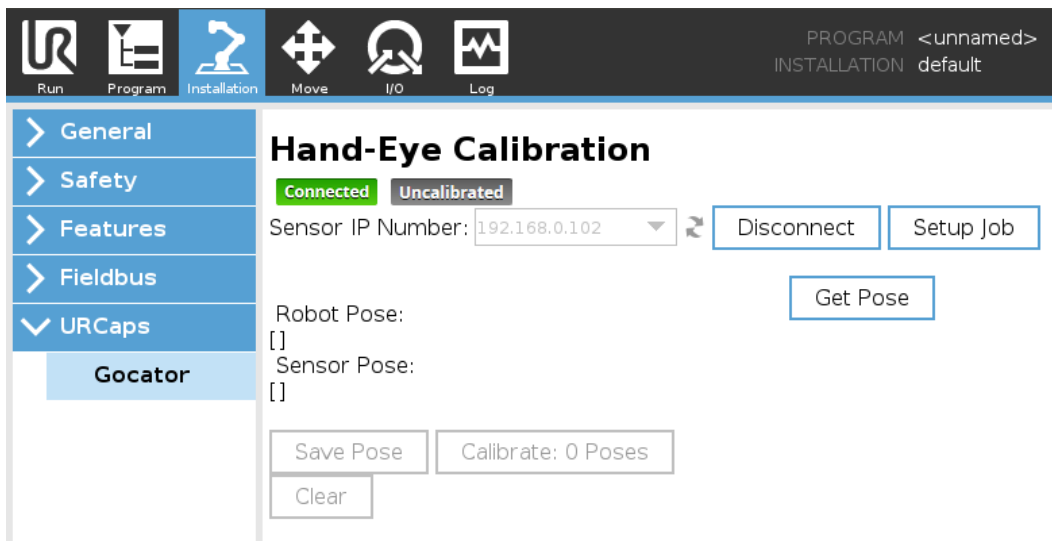 PROGRAM <unnamed>
INSTALLATION default
UR
Run Program Installation Move I/O Log
General
Safety
Features
Fieldbus
URCaps
Gocator
Hand-Eye Calibration
Connected Uncalibrated
Sensor IP Number: 192.168.0.102 Disconnect Setup Job
Get Pose
Robot Pose:
[]
Sensor Pose:
[]
Save Pose Calibrate: 0 Poses
Clear